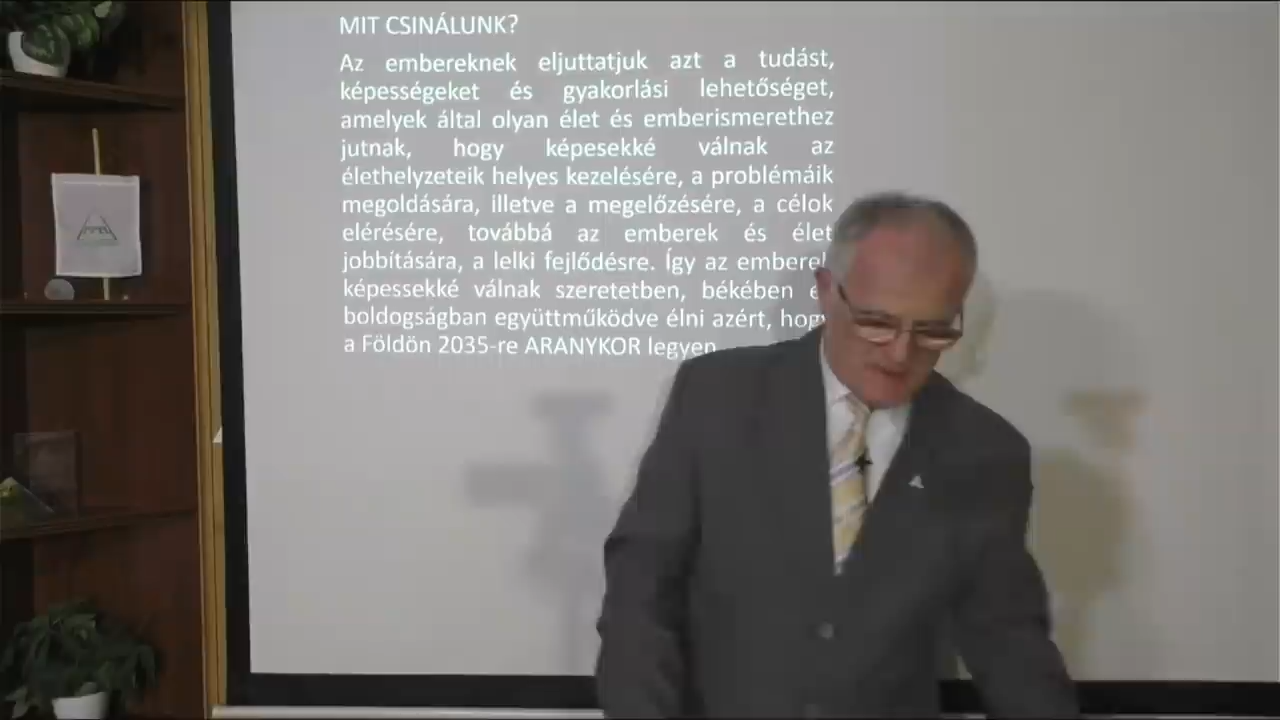 MIT CSINÁLUNK?
Az embereknek eljuttatjuk azt a tudást,
képességeket és gyakorlási lehetőséget,
amelyek által olyan élet és emberismerethez
jutnak, hogy képesekké válnak az
élethelyzeteik helyes kezelésére, a problémáik
megoldására, illetve a megelőzésére, a célok
elérésére, továbbá az emberek és élet
jobbítására, a lelki fejlődésre. Így az
képessekké válnak szeretetben, békében
boldogságban együttműködve élni azért, hogy
a Földön 2035-re ARANYKOR legyen